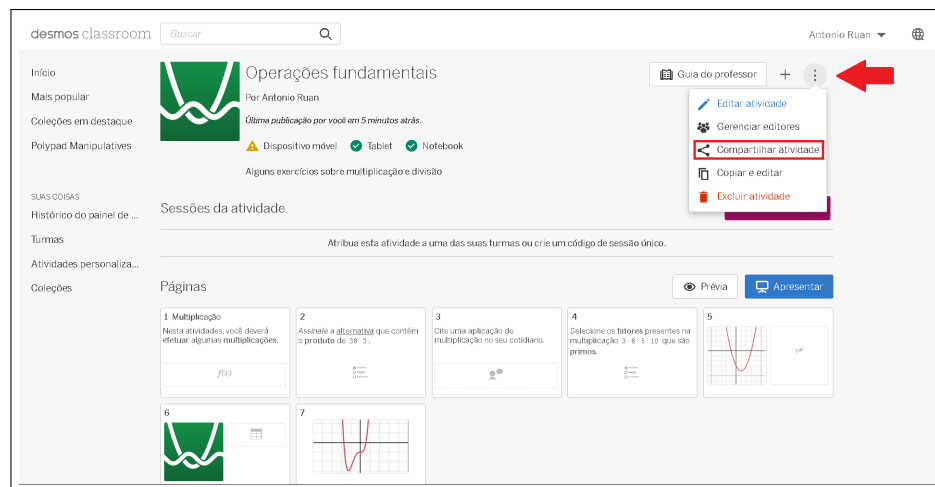 desmos classroom
Buscar
Antonio Ruan
Início
Mais popular
Coleções em destaque
Polypad Manipulatives
SUAS COISAS
Histórico do painel de ...
Turmas
Atividades personaliza...
Coleções
Operações fundamentais
Por Antonio Ruan
Última publicação por você em 5 minutos atrás.
Dispositivo móvel
Tablet
Notebook
Alguns exercícios sobre multiplicação e divisão
Guia do professor
Editar atividade
Gerenciar editores
Compartilhar atividade
Copiar e editar
Excluir atividade
Sessões da atividade
Atribua esta atividade a uma das suas turmas ou crie um código de sessão único.
Páginas
Prévia
Apresentar
1 Multiplicação
Nesta atividades, você deverá
efetuar algumas multiplicações.
f(x)
2
Assinale a alternativa que contém
o produto de 38 · 3 .
3
Cite uma aplicação de
multiplicação no seu cotidiano.
4
Selecione os fatores presentes na
multiplicação 3 · 8 · 5 · 10 que são
primos.
5
6
7